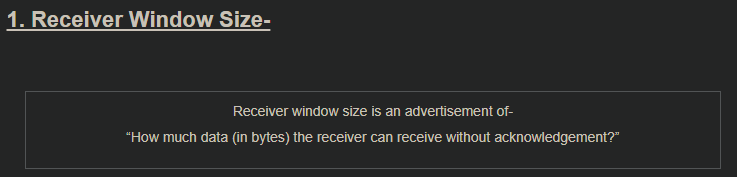 1. Receiver Window Size-
Receiver window size is an advertisement of-
“How much data (in bytes) the receiver can receive without acknowledgement?”